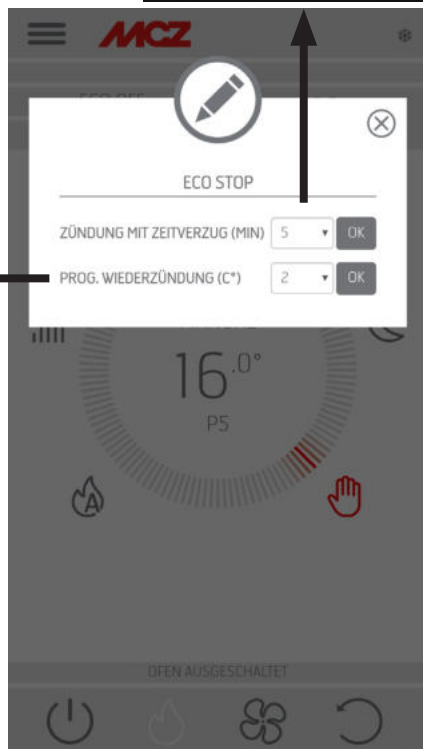 MCZ
ECO STOP
ZÜNDUNG MIT ZEITVERZUG (MIN) 5 OK
PROG. WIEDERZÜNDUNG (C°) 2 OK
16.0°
P5
A
OFEN AUSGESCHALTET